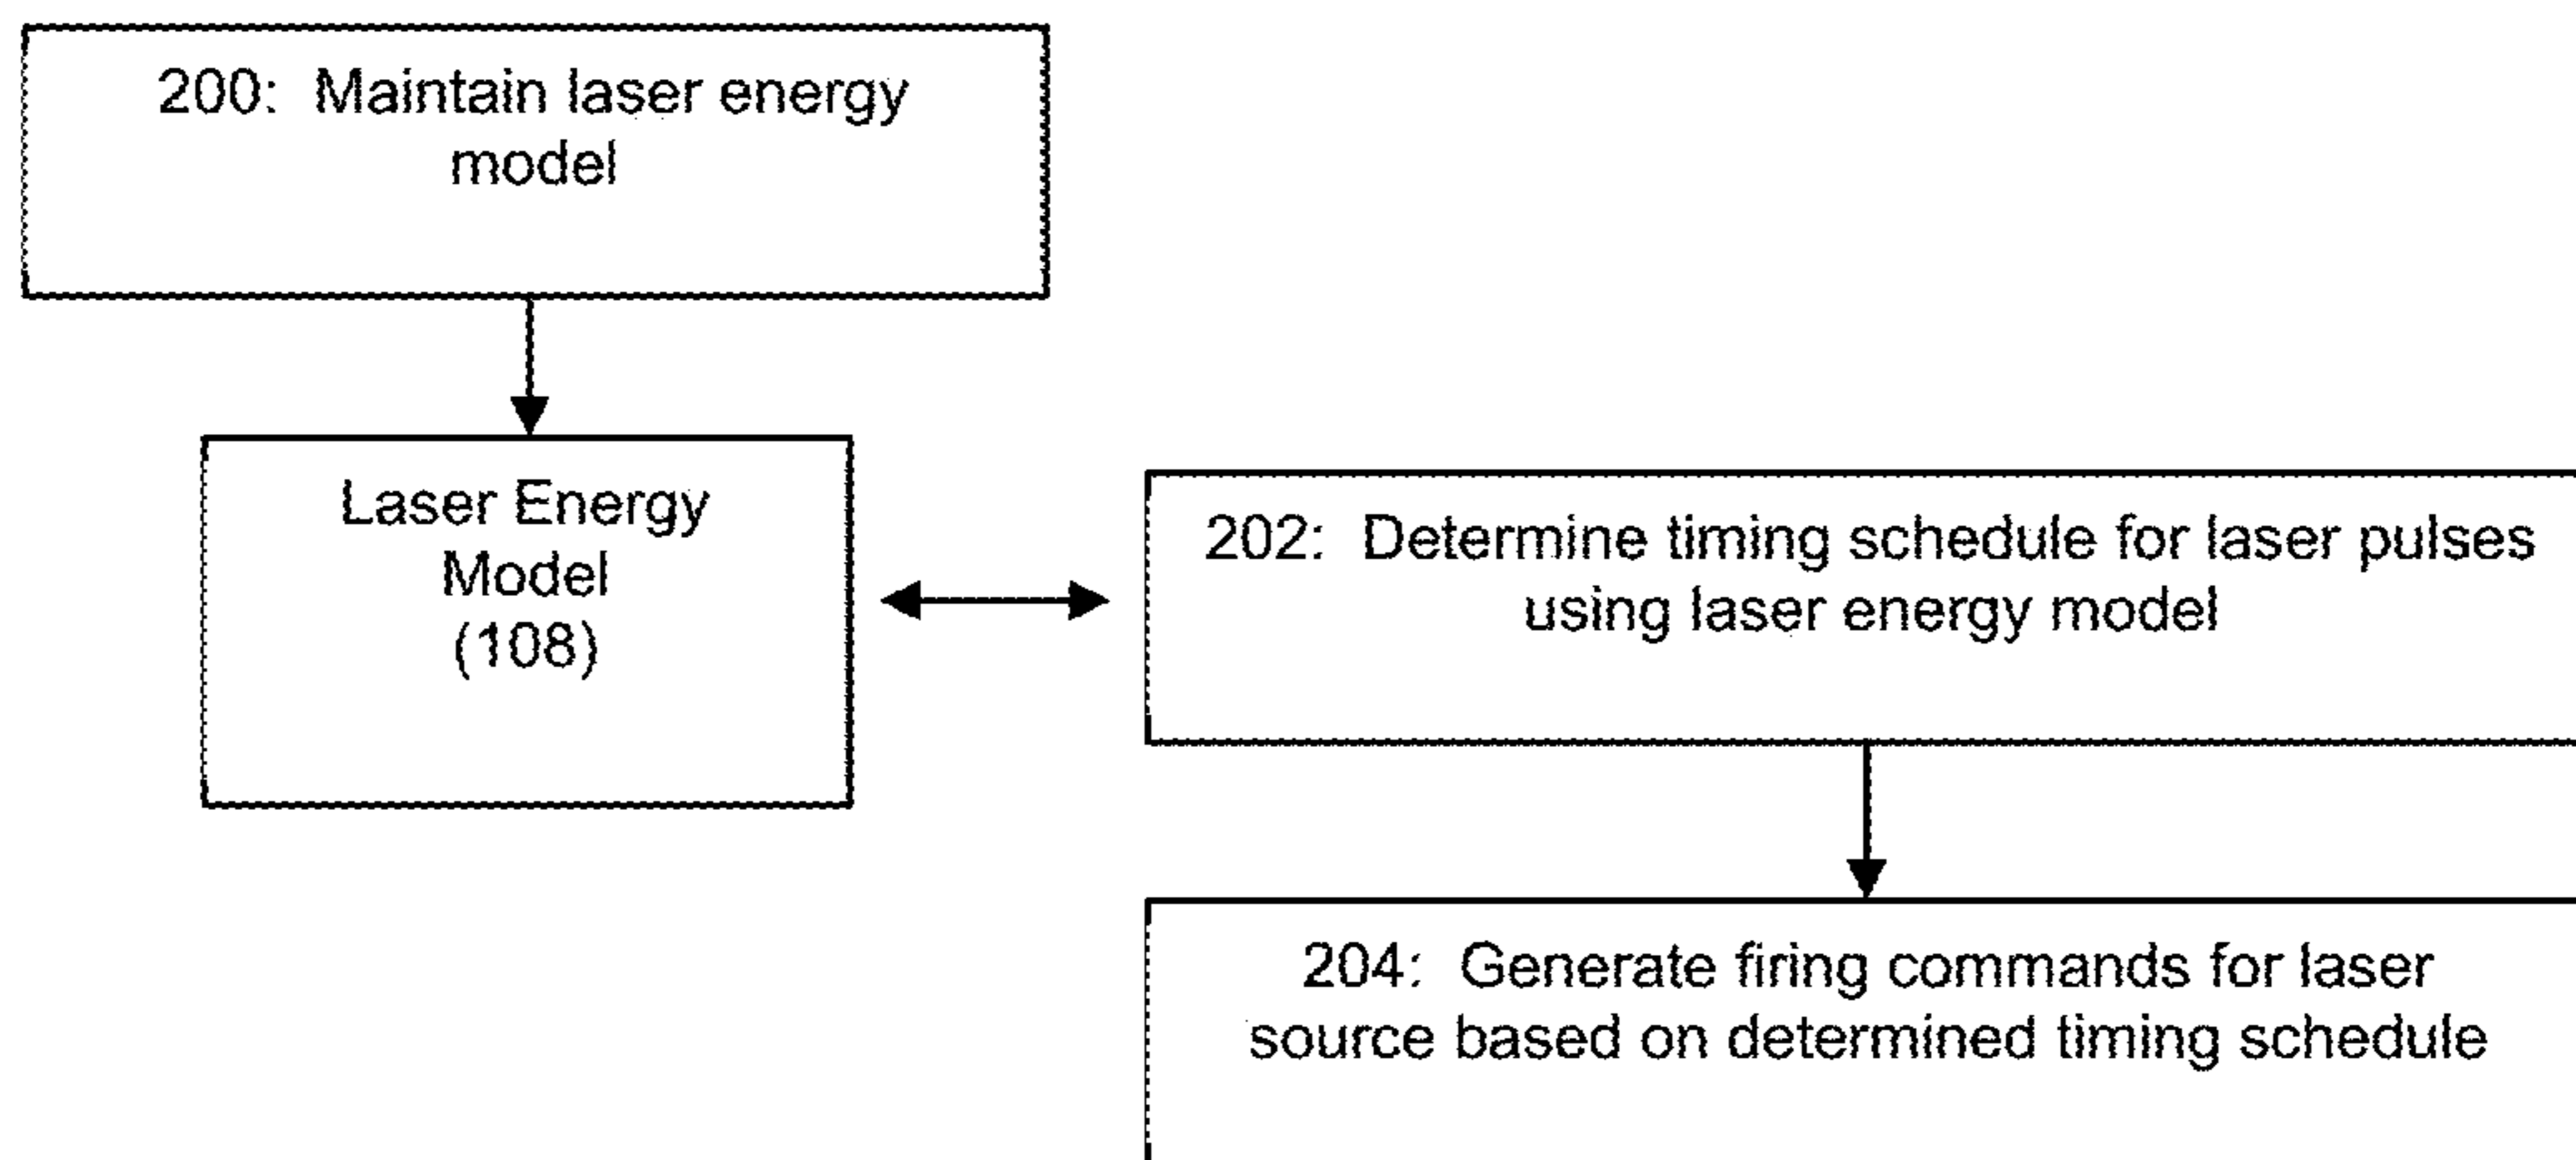 200: Maintain laser energy
model
Laser Energy
Model
(108)
202: Determine timing schedule for laser pulses
using laser energy model
204: Generate firing commands for laser
source based on determined timing schedule